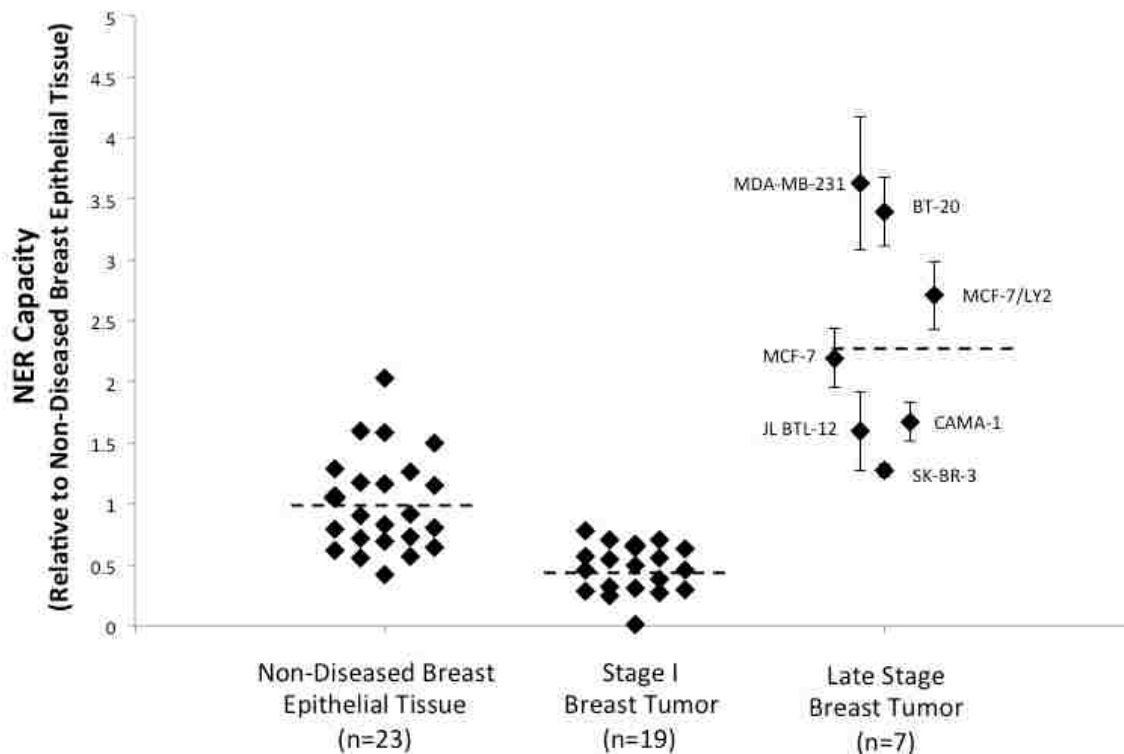 NER Capacity
(Relative to Non-Diseased Breast Epithelial Tissue)
5
4.5
4
3.5
3
2.5
2
1.5
1
0.5
0
MDA-MB-231
BT-20
MCF-7/LY2
MCF-7
JL BTL-12
CAMA-1
SK-BR-3
Non-Diseased Breast
Epithelial Tissue
(n=23)
Stage I
Breast Tumor
(n=19)
Late Stage
Breast Tumor
(n=7)